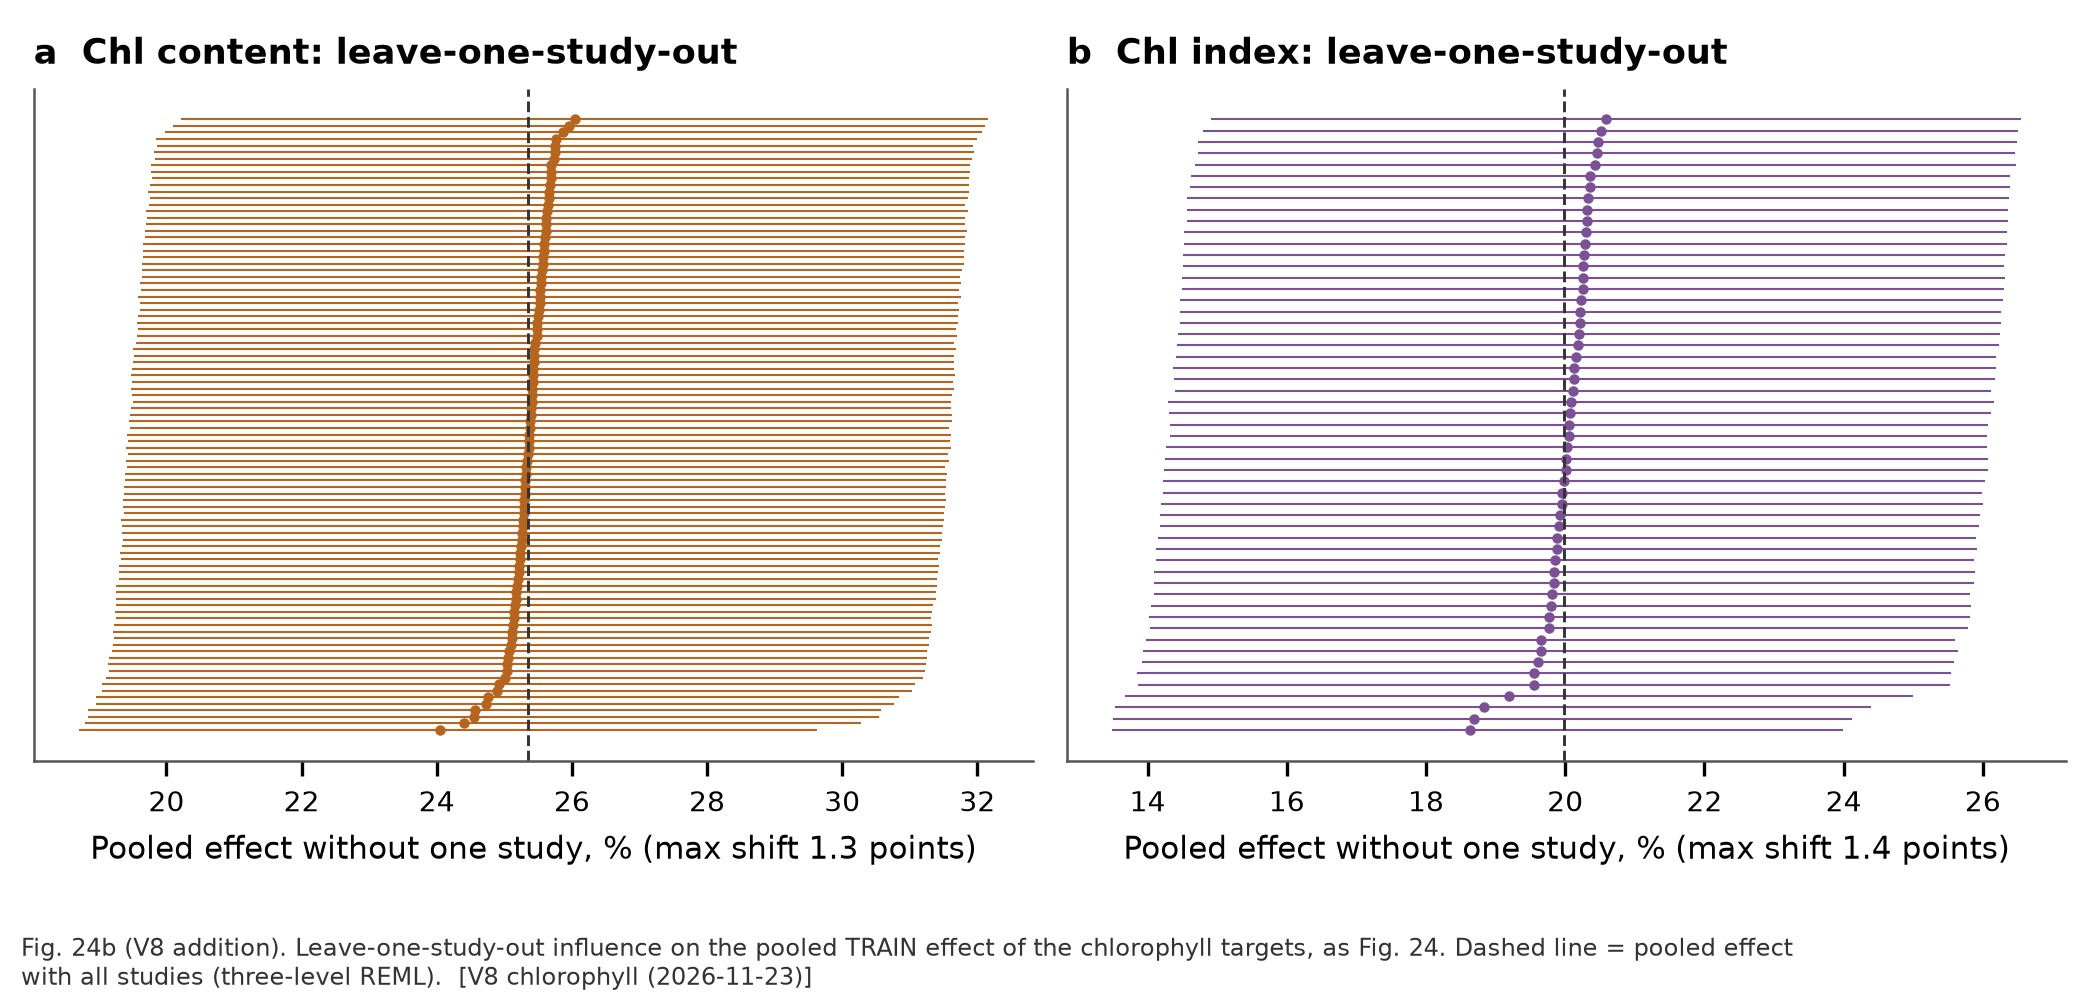 a  Chl content: leave-one-study-out
20 22 24 26 28 30 32
Pooled effect without one study, % (max shift 1.3 points)
b  Chl index: leave-one-study-out
14 16 18 20 22 24 26
Pooled effect without one study, % (max shift 1.4 points)
Fig. 24b (V8 addition). Leave-one-study-out influence on the pooled TRAIN effect of the chlorophyll targets, as Fig. 24. Dashed line = pooled effect
with all studies (three-level REML).  [V8 chlorophyll (2026-11-23)]